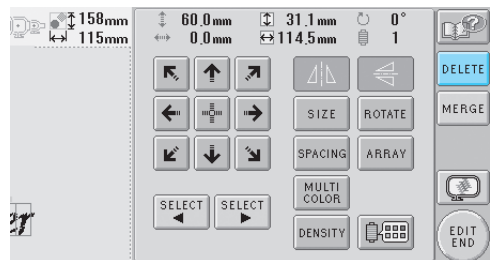 158mm 60.0mm 31.1mm 0°
115mm 0.0mm 114.5mm 1
DELETE
SIZE ROTATE MERGE
SPACING ARRAY
MULTI
COLOR
SELECT SELECT
DENSITY
EDIT
END
er